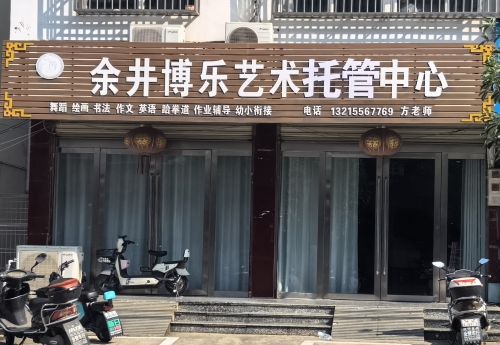 余井博乐艺术托管中心
舞蹈 绘画 书法 作文 英语 跆拳道 作业辅导 幼小衔接 电话 13215567769 方老师